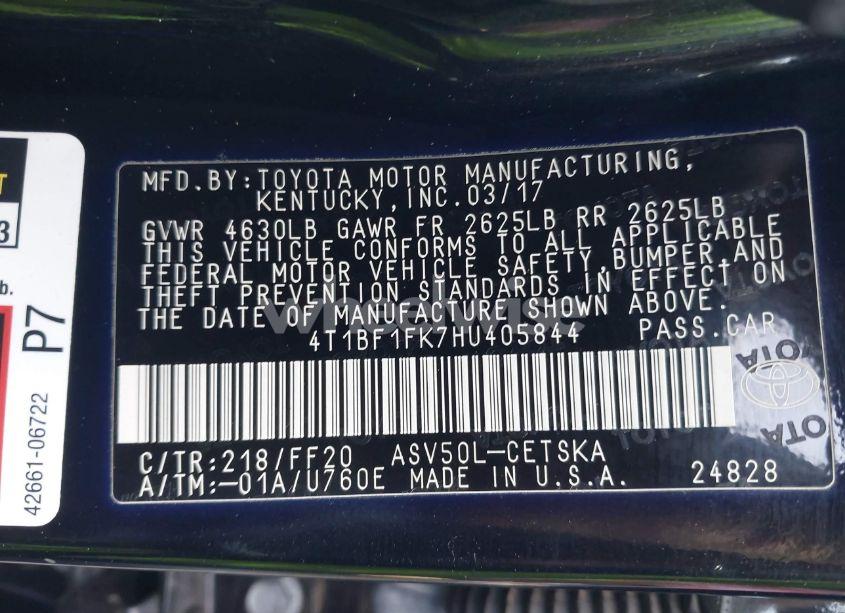 MFD.BY:TOYOTA MOTOR MANUFACTURING,
KENTUCKY,INC.03/17
GVWR 4630LB GAWR FR 2625LB RR 2625LB
THIS VEHICLE CONFORMS TO ALL APPLICABLE
FEDERAL MOTOR VEHICLE SAFETY,BUMPER,AND
THEFT PREVENTION STANDARDS IN EFFECT ON
THE DATE OF MANUFACTURE SHOWN ABOVE.
4T1BF1FK7HU405844 PASS.CAR
C/TR:218/FF20 ASV50L-CETSKA
A/TM:-01A/U760E MADE IN U.S.A. 24828
TOYOTA
P7
42661-06722
3
b.